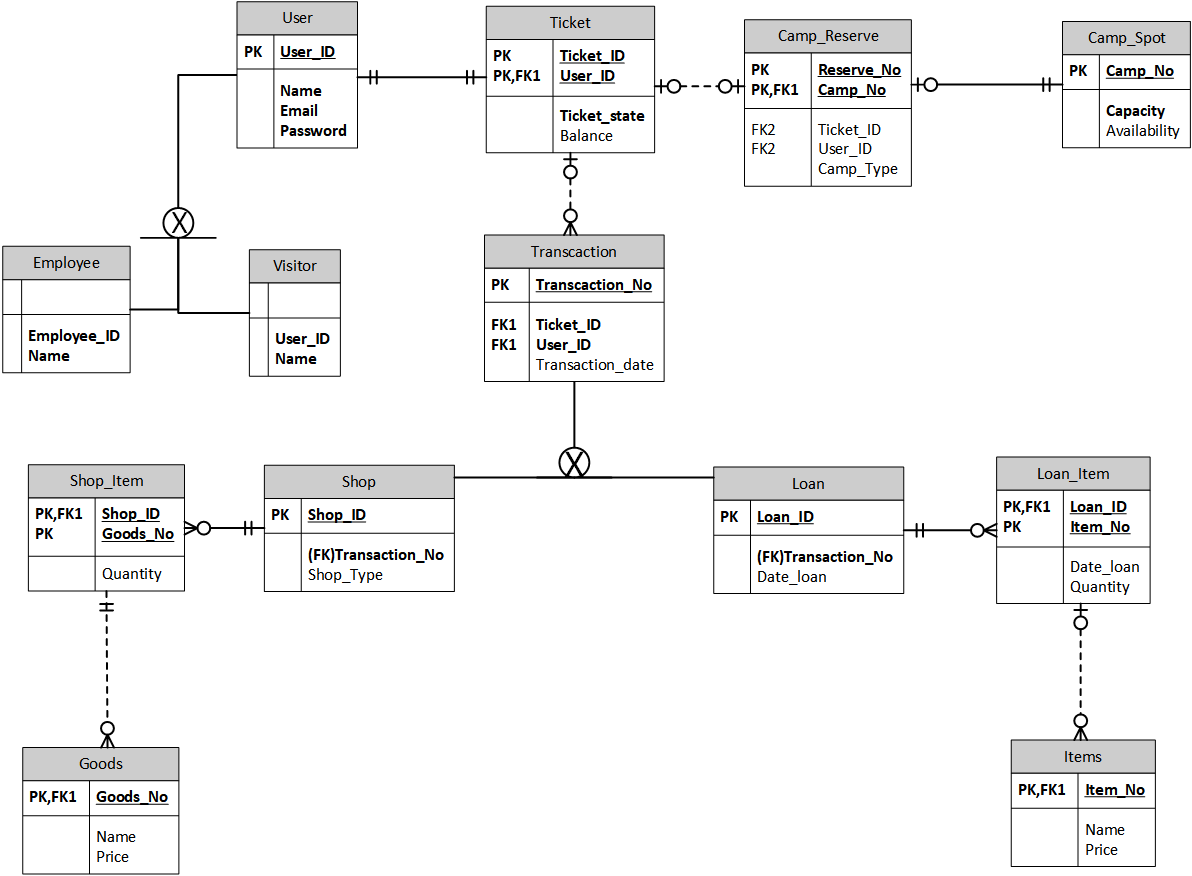 User
PK User_ID
Name
Email
Password
Ticket
PK Ticket_ID
PK,FK1 User_ID
Ticket_state
Balance
Camp_Reserve
PK Reserve_No
PK,FK1 Camp_No
FK2 Ticket_ID
FK2 User_ID
Camp_Type
Camp_Spot
PK Camp_No
Capacity
Availability
X
Employee
Employee_ID
Name
Visitor
User_ID
Name
Transcaction
PK Transcaction_No
FK1 Ticket_ID
FK1 User_ID
Transaction_date
X
Shop_Item
PK,FK1 Shop_ID
PK Goods_No
Quantity
Shop
PK Shop_ID
(FK)Transaction_No
Shop_Type
Loan
PK Loan_ID
(FK)Transaction_No
Date_loan
Loan_Item
PK,FK1 Loan_ID
PK Item_No
Date_loan
Quantity
Goods
PK,FK1 Goods_No
Name
Price
Items
PK,FK1 Item_No
Name
Price